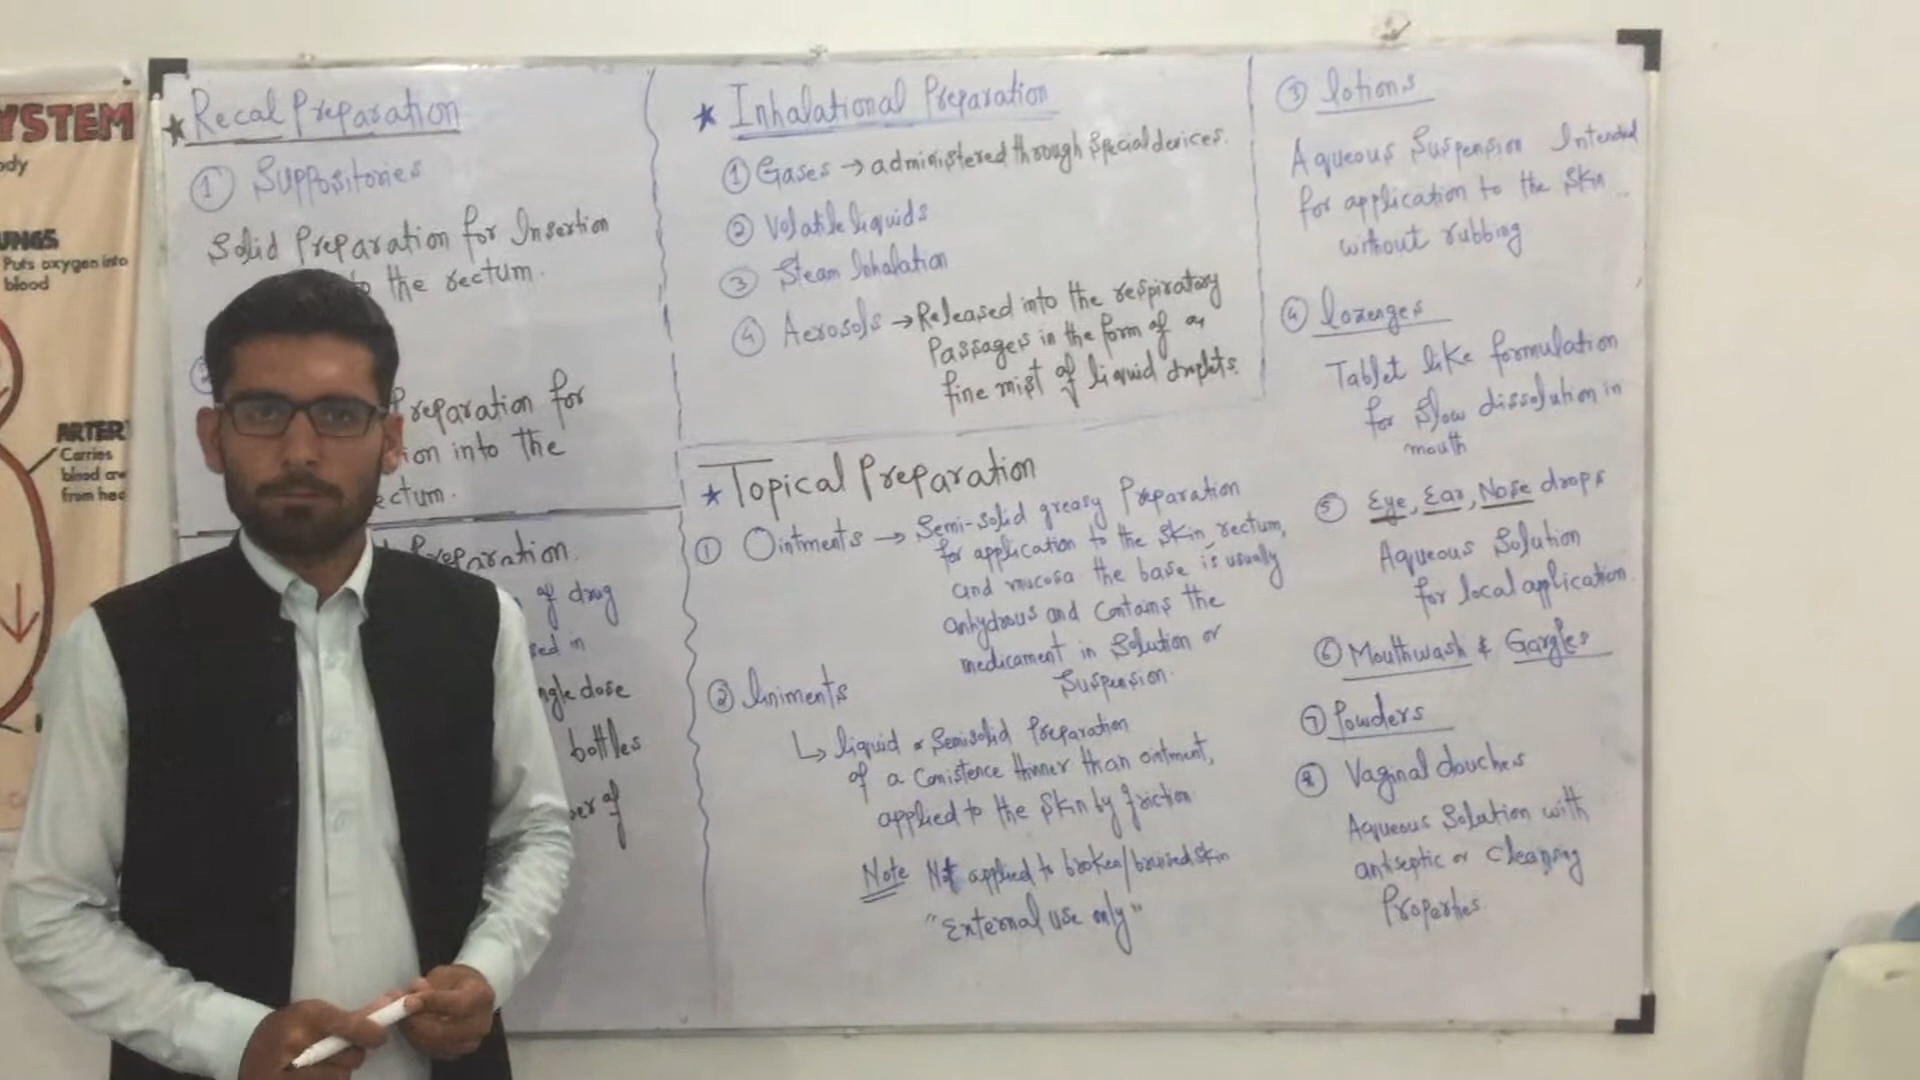 YSTEM
ody
UNGS
Puts oxygen into
blood
ARTER
Carries
blood
from hea
★ Recal Preparation
① Suppositories
Solid Preparation for Insertion
to the rectum.
Preparation for
ion into the
ectum.
Preparation.
of drug
sed in
ngle dose
bottles
ber of
★ Inhalational Preparation
① Gases → administered through special devices.
② Volatile liquids
③ Steam Inhalation
④ Aerosols → Released into the respiratory
Passages in the form of a
fine mist of liquid droplets.
★ Topical Preparation
① Ointments → Semi-solid greasy Preparation
for application to the skin, rectum,
and mucosa the base is usually
anhydrous and contains the
medicament in Solution or
Suspension.
② liniments
↳ liquid or Semisolid Preparation
of a Consistence thinner than ointment,
applied to the Skin by friction
Note Not applied to broken/bruised skin
"External use only"
③ lotions
Aqueous Suspension Intended
for application to the Skin
without rubbing
④ lozenges
Tablet like formulation
for Slow dissolution in
mouth
⑤ Eye, Ear, Nose drops
Aqueous Solution
for local application.
⑥ Mouthwash & Gargles
⑦ Powders
⑧ Vaginal douches
Aqueous Solution with
antiseptic or Cleansing
Properties.